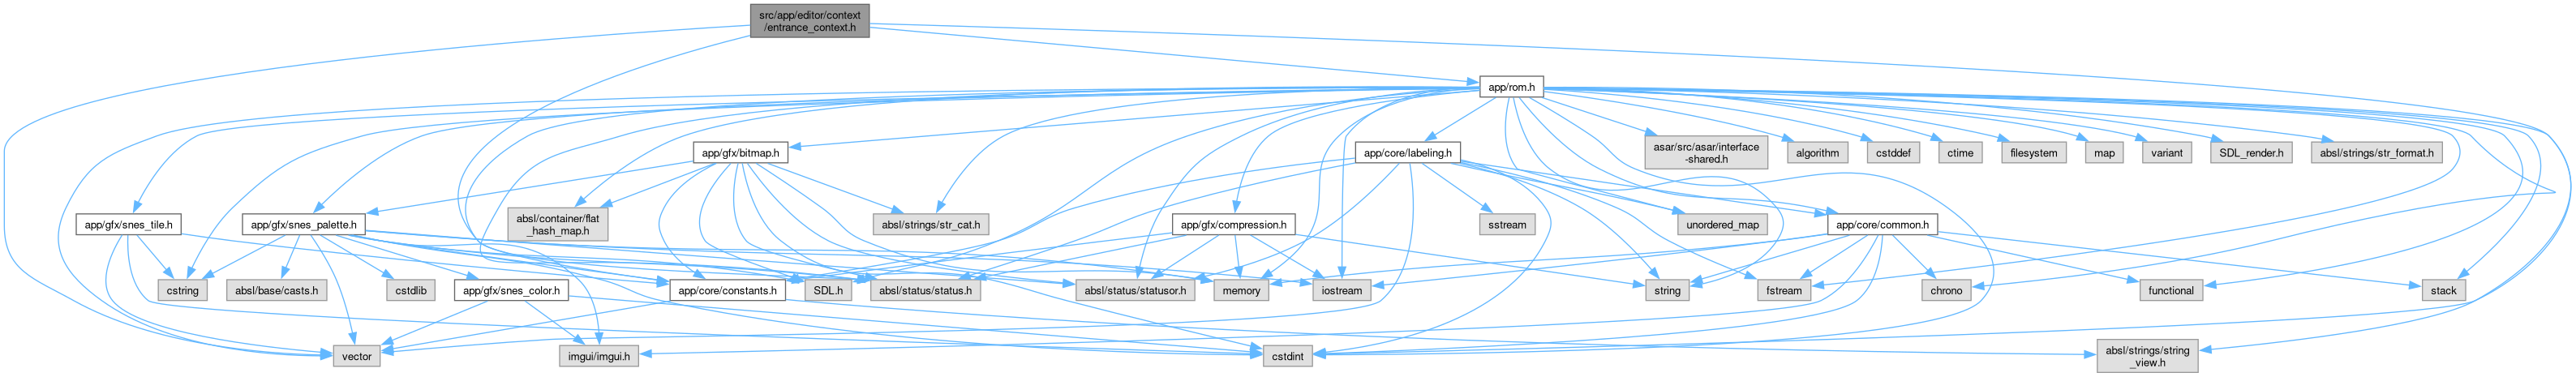 src/app/editor/context
/entrance_context.h
app/rom.h
app/gfx/bitmap.h
app/core/labeling.h
asar/src/asar/interface
-shared.h
algorithm
cstddef
ctime
filesystem
map
variant
SDL_render.h
absl/strings/str_format.h
app/gfx/snes_tile.h
app/gfx/snes_palette.h
absl/container/flat
_hash_map.h
absl/strings/str_cat.h
app/gfx/compression.h
sstream
unordered_map
app/core/common.h
cstring
absl/base/casts.h
cstdlib
app/gfx/snes_color.h
app/core/constants.h
SDL.h
absl/status/status.h
absl/status/statusor.h
memory
iostream
string
fstream
chrono
functional
stack
vector
imgui/imgui.h
cstdint
absl/strings/string
_view.h